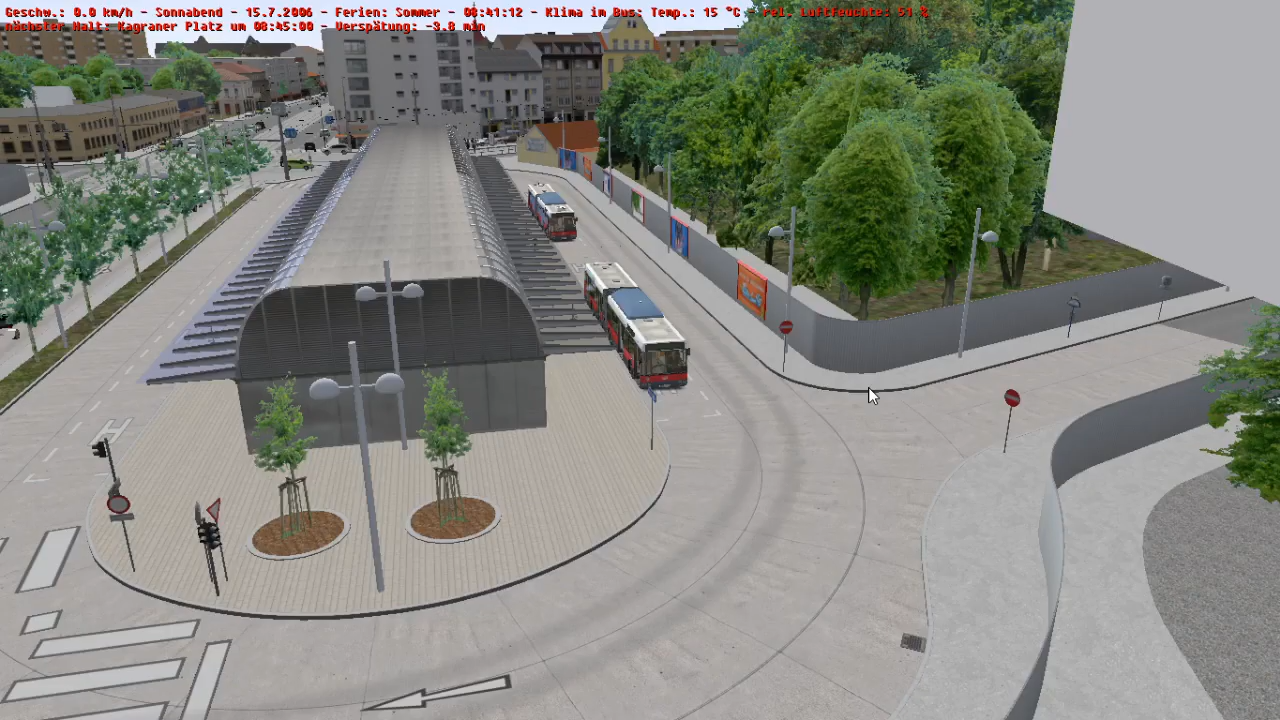 Geschw.: 0.0 km/h - Sonnabend - 15.7.2006 - Ferien: Sommer - 08:41:12 - Klima im Bus: Temp.: 15 °C - rel. Luftfeuchte: 51 %
nächster Halt: Kagraner Platz um 08:45:00 - Verspätung: -3.8 min